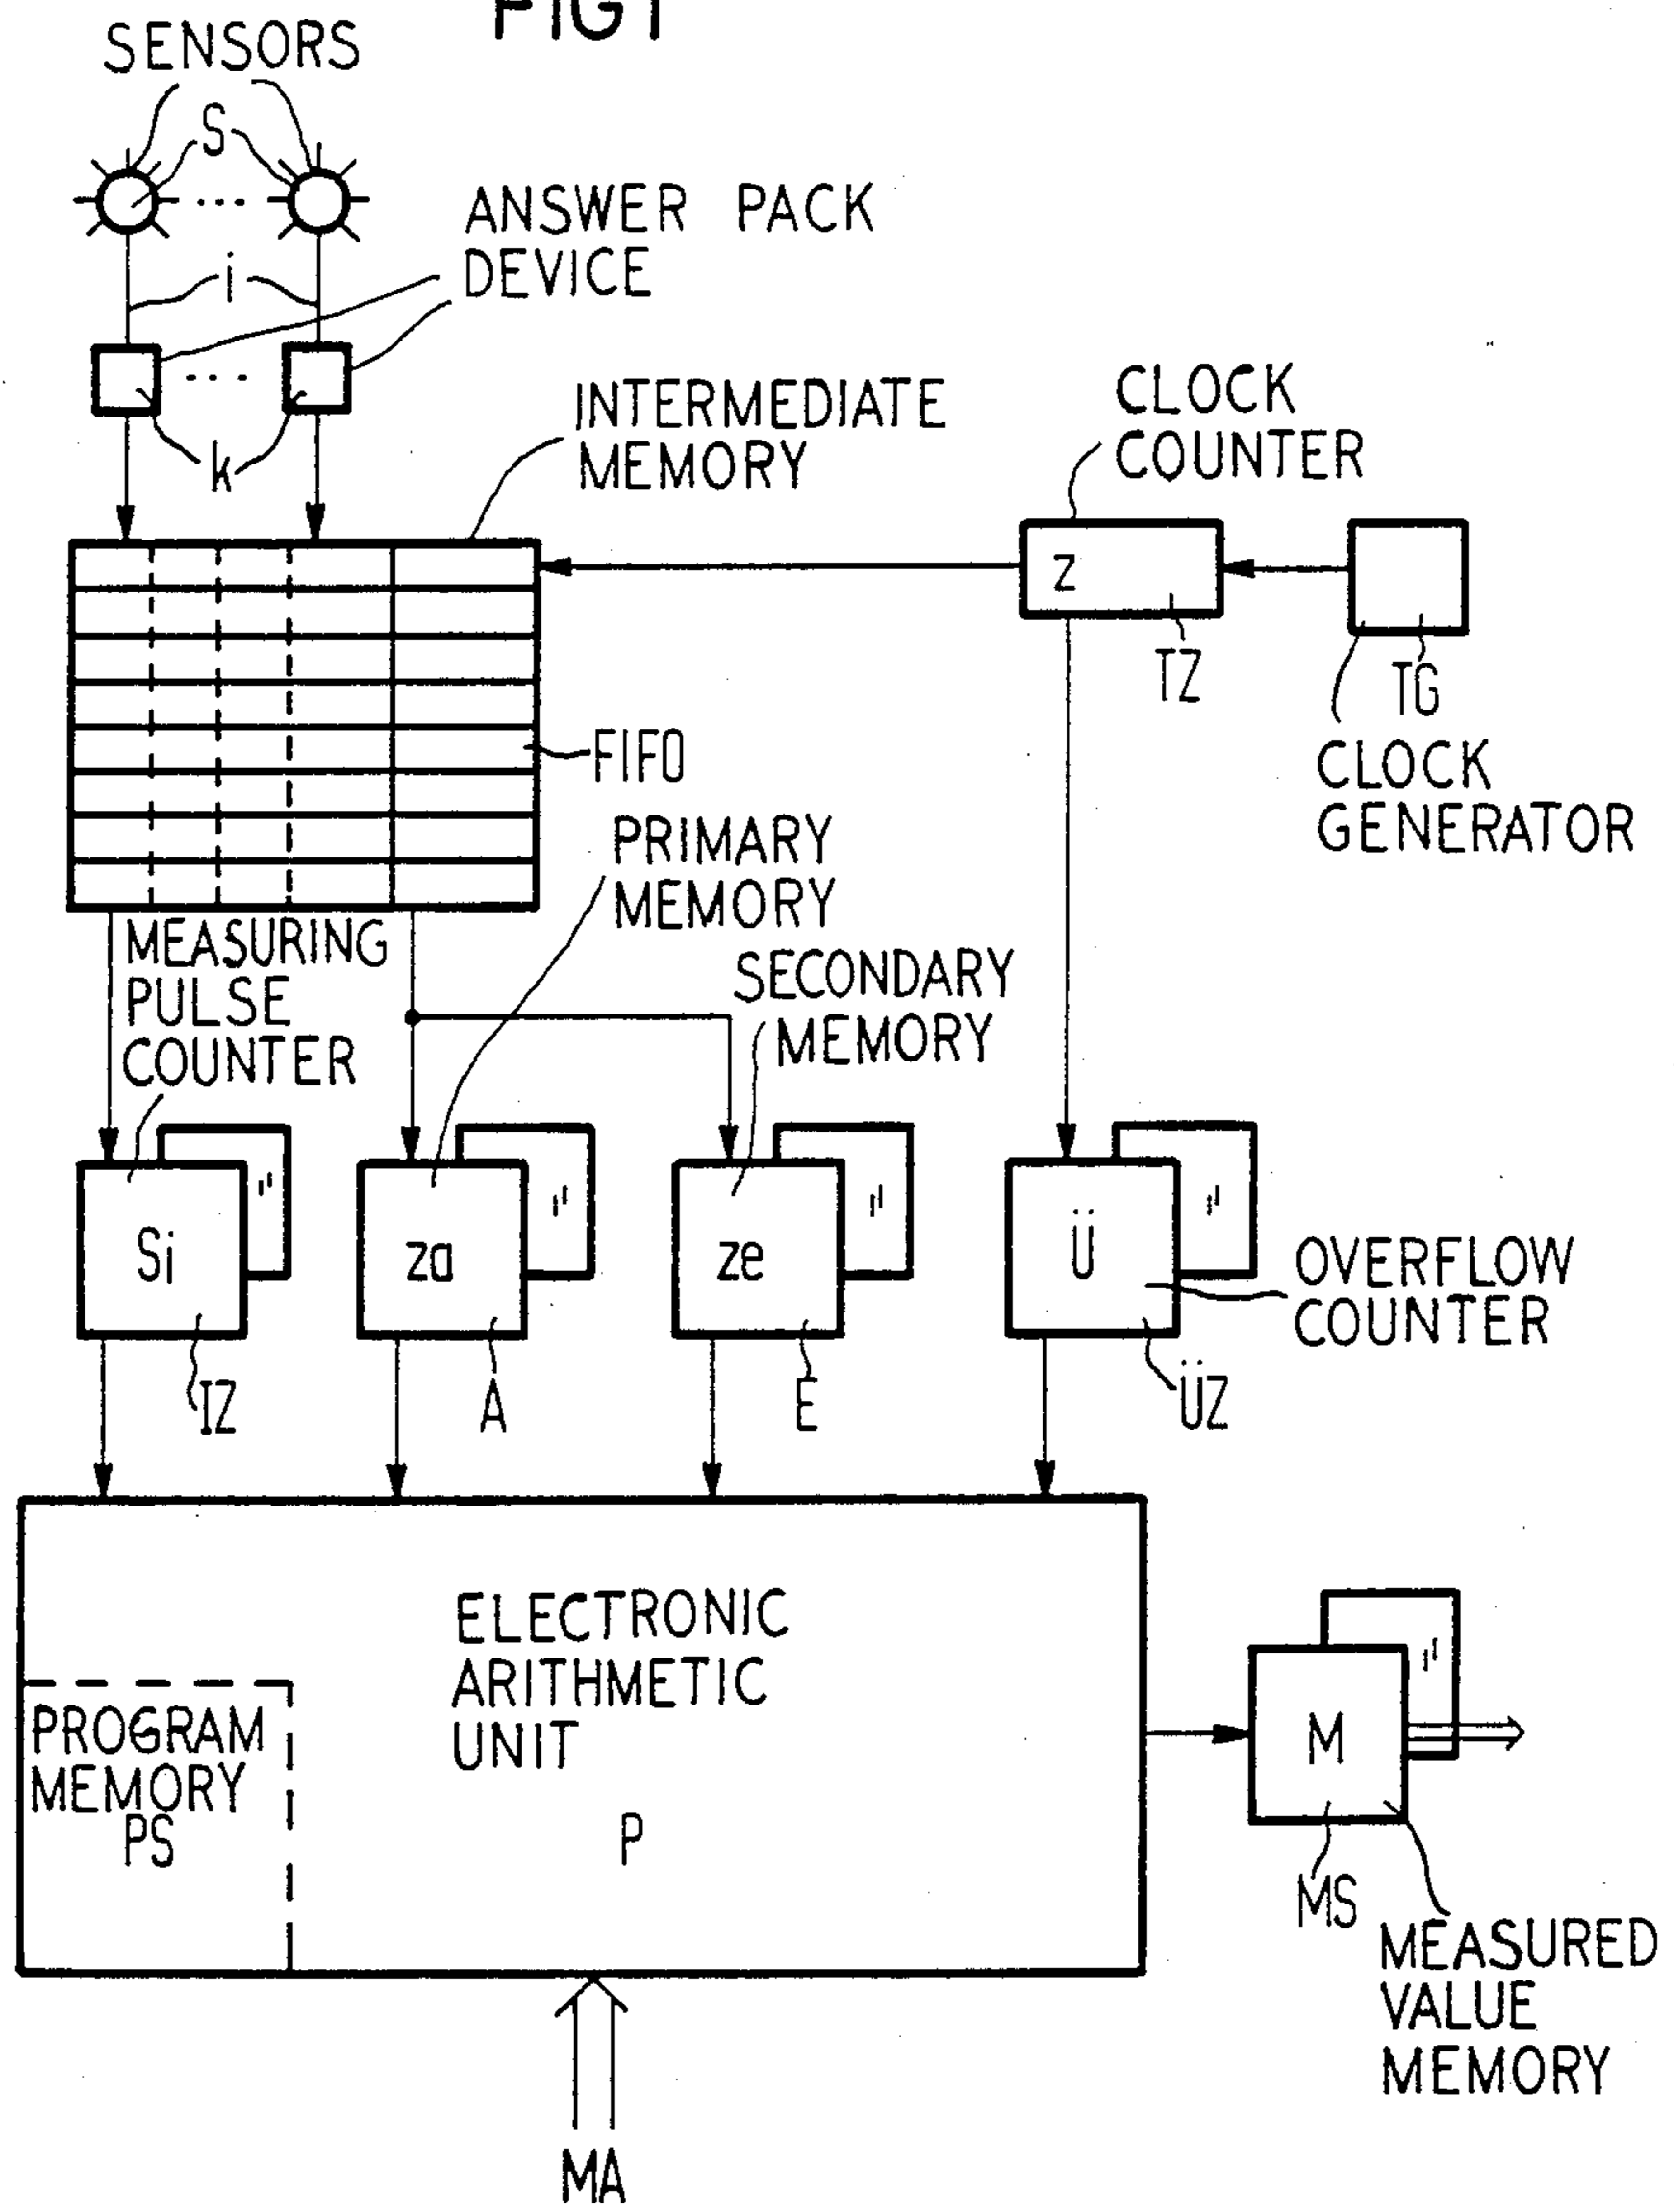 FIG 1
SENSORS
S
ANSWER PACK
DEVICE
i
k
INTERMEDIATE
MEMORY
CLOCK
COUNTER
Z
TZ
TG
CLOCK
GENERATOR
FIFO
PRIMARY
MEMORY
MEASURING
PULSE
COUNTER
SECONDARY
MEMORY
Si
za
ze
Ü
OVERFLOW
COUNTER
IZ
A
E
ÜZ
ELECTRONIC
ARITHMETIC
UNIT
P
PROGRAM
MEMORY
PS
M
MS
MEASURED
VALUE
MEMORY
MA